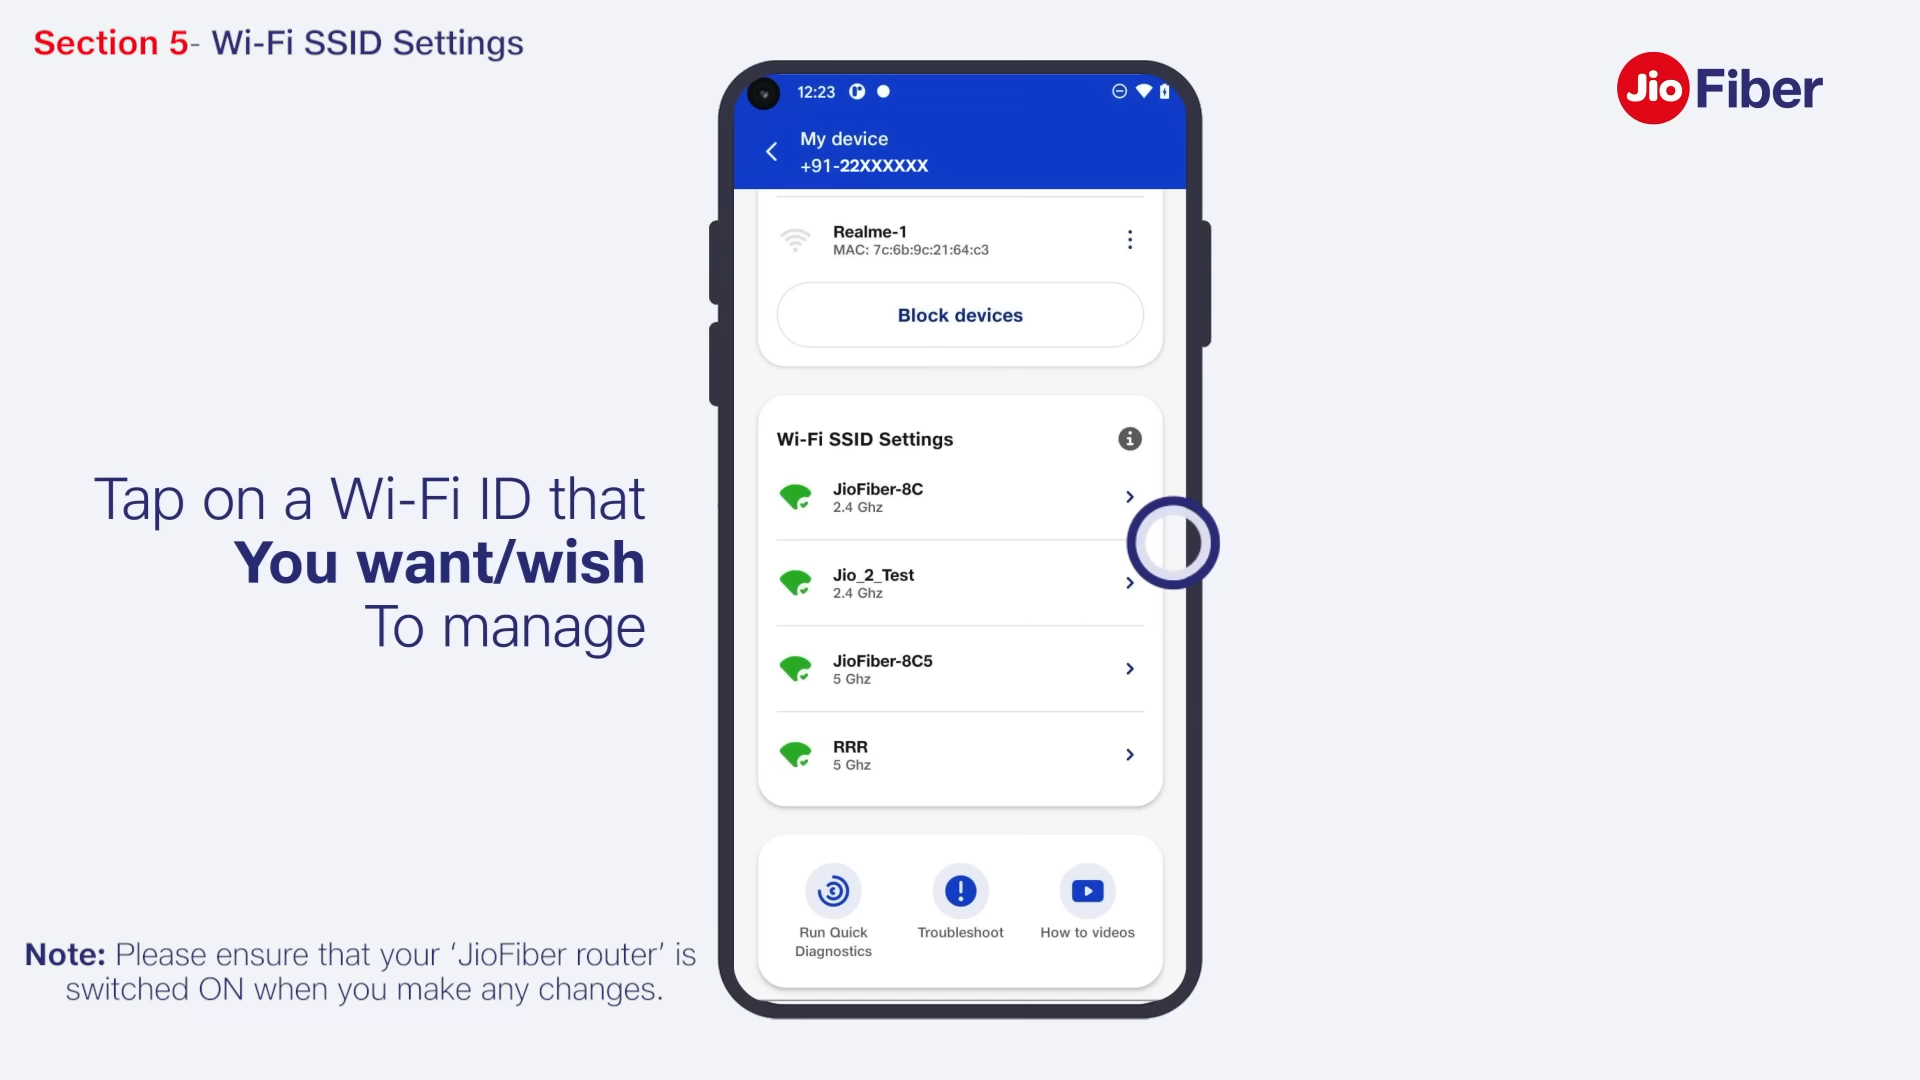 Section 5- Wi-Fi SSID Settings
Jio Fiber
12:23
My device
+91-22XXXXXX
Realme-1
MAC: 7c:6b:9c:21:64:c3
Block devices
Wi-Fi SSID Settings
JioFiber-8C
2.4 Ghz
Jio_2_Test
2.4 Ghz
JioFiber-8C5
5 Ghz
RRR
5 Ghz
Run Quick
Diagnostics
Troubleshoot
How to videos
Tap on a Wi-Fi ID that
You want/wish
To manage
Note: Please ensure that your ‘JioFiber router’ is
switched ON when you make any changes.